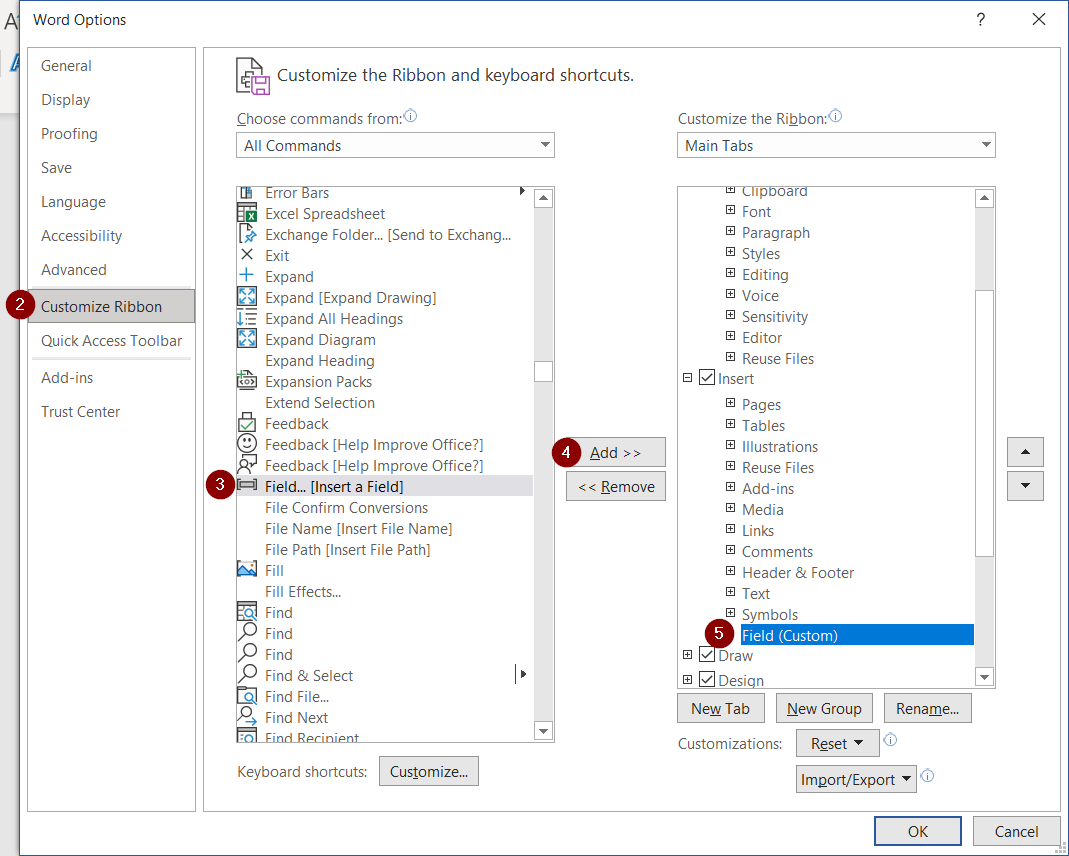 Word Options
?
General
Display
Proofing
Save
Language
Accessibility
Advanced
2
Customize Ribbon
Quick Access Toolbar
Add-ins
Trust Center
Customize the Ribbon and keyboard shortcuts.
Choose commands from:
All Commands
Error Bars
Excel Spreadsheet
Exchange Folder... [Send to Exchang...
Exit
Expand
Expand [Expand Drawing]
Expand All Headings
Expand Diagram
Expand Heading
Expansion Packs
Extend Selection
Feedback
Feedback [Help Improve Office?]
Feedback [Help Improve Office?]
3
Field... [Insert a Field]
File Confirm Conversions
File Name [Insert File Name]
File Path [Insert File Path]
Fill
Fill Effects...
Find
Find
Find
Find & Select
Find File...
Find Next
Find Recipient
Keyboard shortcuts:
Customize...
4
Add >>
<< Remove
Customize the Ribbon:
Main Tabs
Clipboard
Font
Paragraph
Styles
Editing
Voice
Sensitivity
Editor
Reuse Files
Insert
Pages
Tables
Illustrations
Reuse Files
Add-ins
Media
Links
Comments
Header & Footer
Text
Symbols
5
Field (Custom)
Draw
Design
New Tab
New Group
Rename...
Customizations:
Reset
Import/Export
OK
Cancel